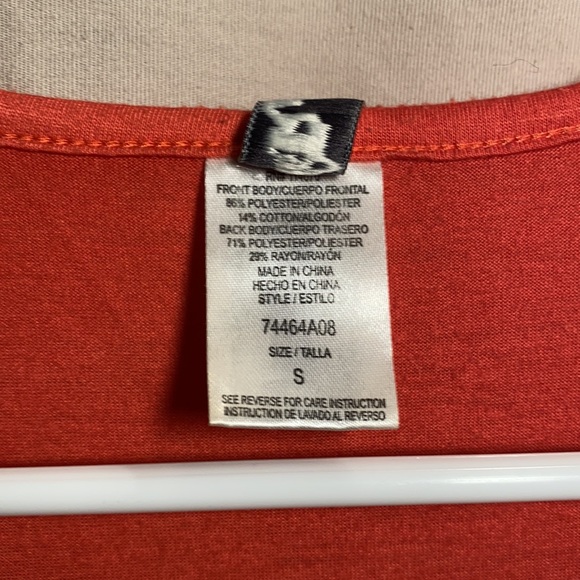 FRONT BODY/CUERPO FRONTAL
86% POLYESTER/POLIESTER
14% COTTON/ALGODÓN
BACK BODY/CUERPO TRASERO
71% POLYESTER/POLIESTER
29% RAYON/RAYÓN
MADE IN CHINA
HECHO EN CHINA
STYLE / ESTILO
74464A08
SIZE / TALLA
S
SEE REVERSE FOR CARE INSTRUCTION
INSTRUCTION DE LAVADO AL REVERSO